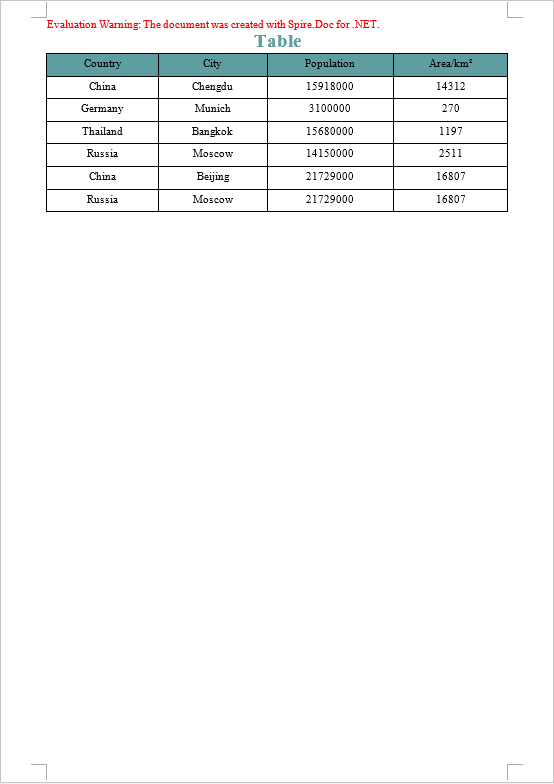 Evaluation Warning: The document was created with Spire.Doc for .NET.
Table
Country City Population Area/km²
China Chengdu 15918000 14312
Germany Munich 3100000 270
Thailand Bangkok 15680000 1197
Russia Moscow 14150000 2511
China Beijing 21729000 16807
Russia Moscow 21729000 16807